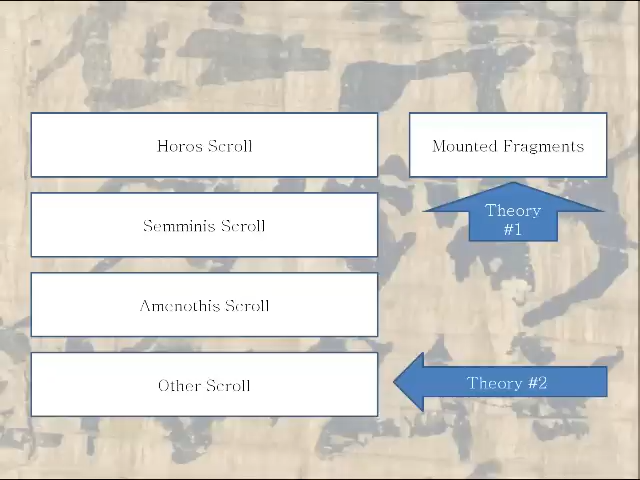 Horos Scroll
Mounted Fragments
Semminis Scroll
Theory
#1
Amenothis Scroll
Other Scroll
Theory #2